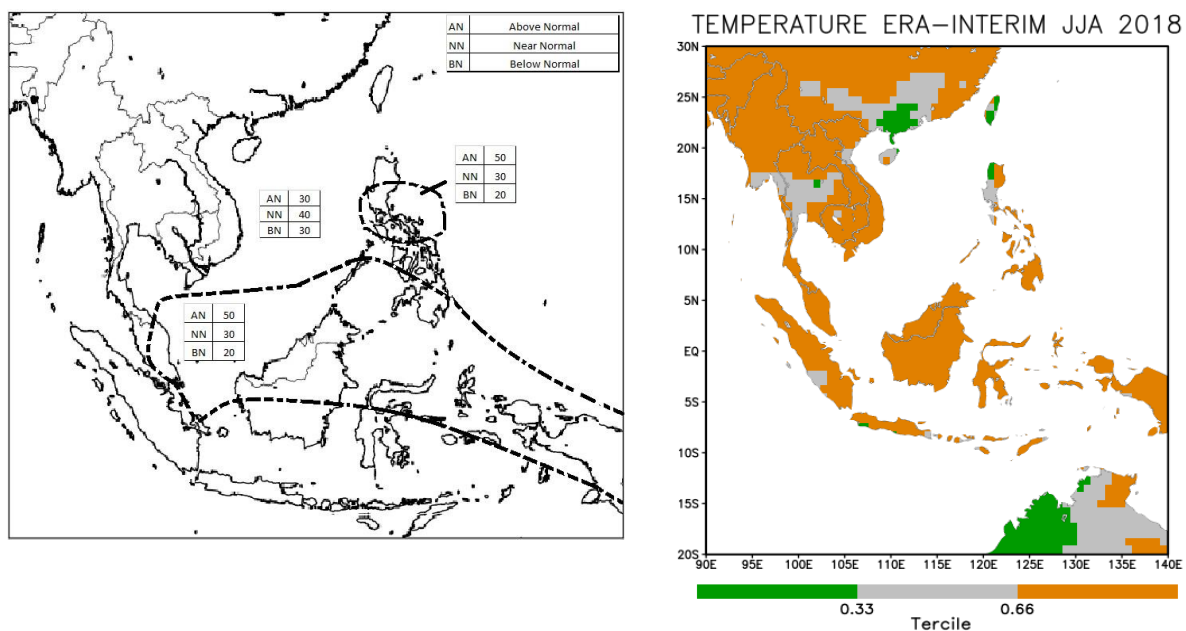 AN Above Normal
NN Near Normal
BN Below Normal
AN 50
NN 30
BN 20
AN 30
NN 40
BN 30
AN 50
NN 30
BN 20
TEMPERATURE ERA-INTERIM JJA 2018
30N
25N
20N
15N
10N
5N
EQ
5S
10S
15S
20S
90E 95E 100E 105E 110E 115E 120E 125E 130E 135E 140E
0.33 0.66
Tercile